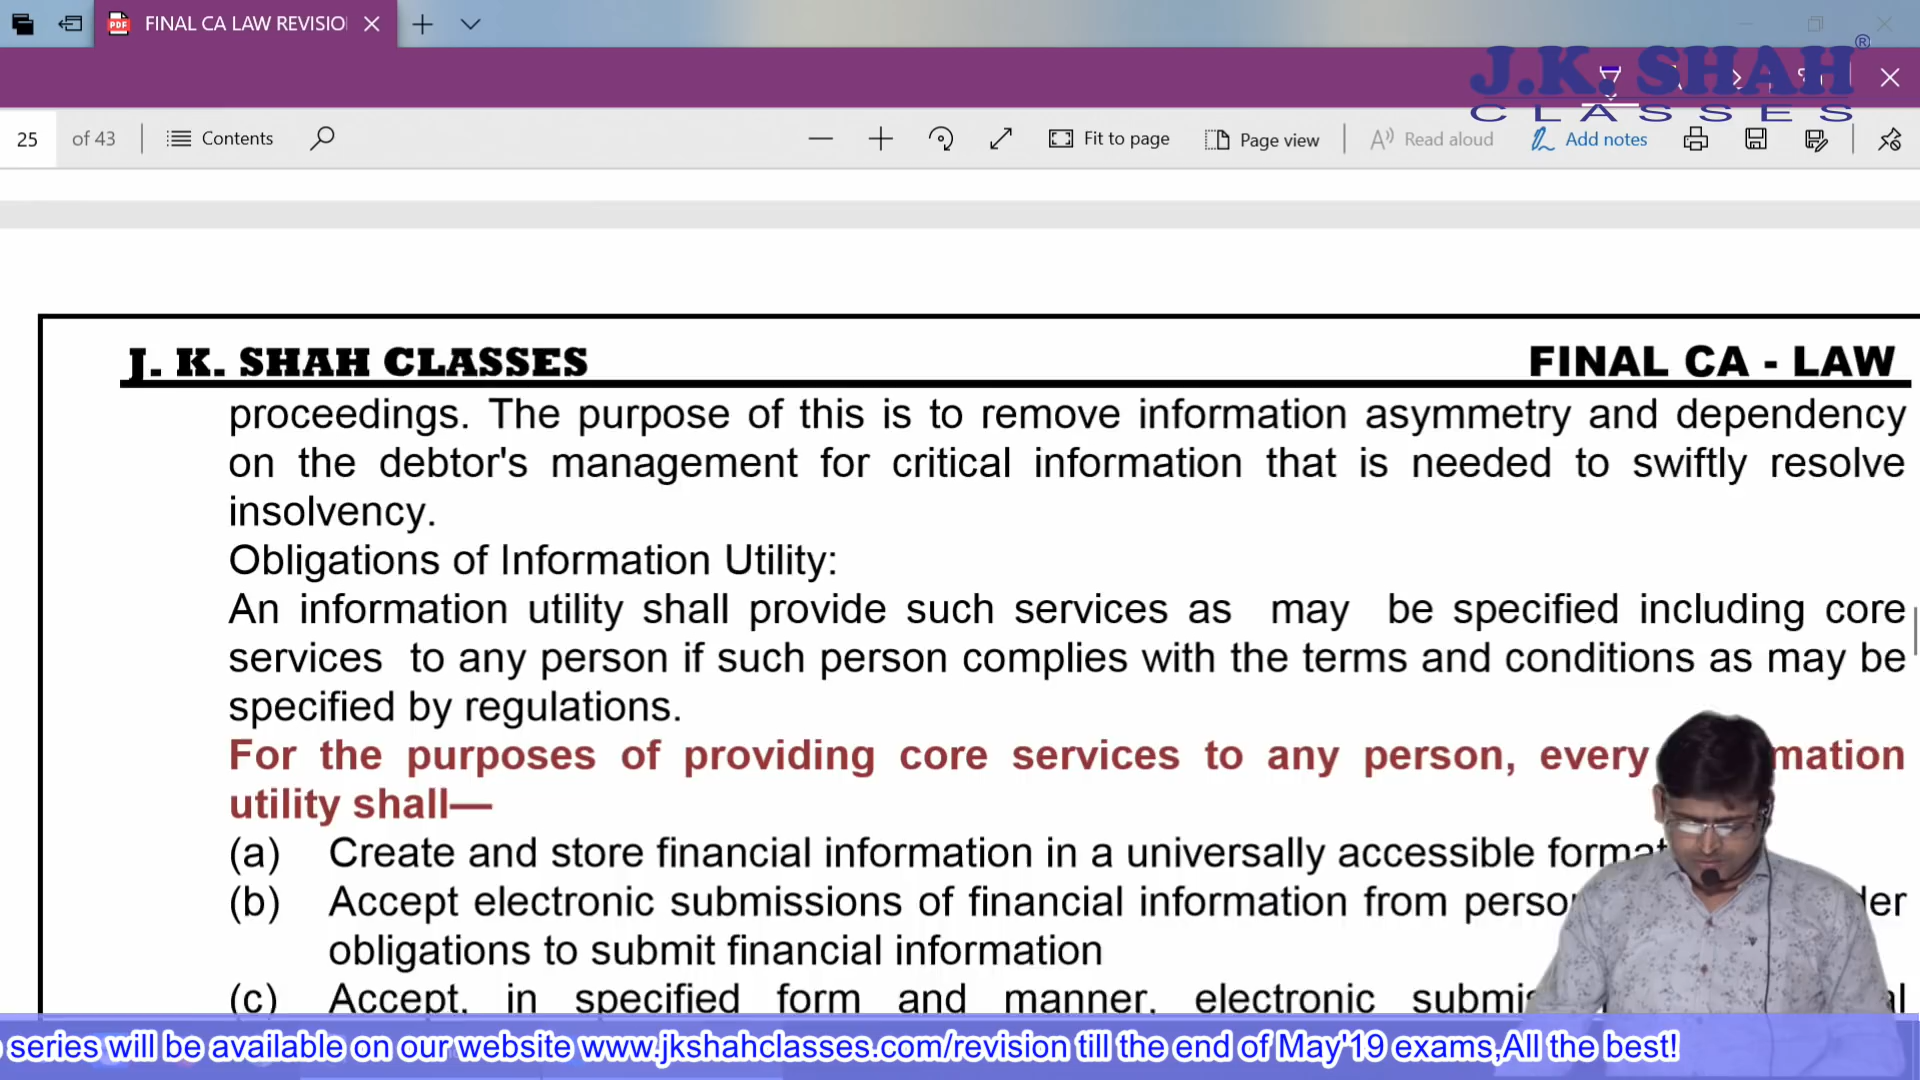 FINAL CA LAW REVISIO
J.K. SHAH®
CLASSES
25 of 43 Contents Fit to page Page view Read aloud Add notes
J. K. SHAH CLASSES FINAL CA - LAW
proceedings. The purpose of this is to remove information asymmetry and dependency
on the debtor's management for critical information that is needed to swiftly resolve
insolvency.
Obligations of Information Utility:
An information utility shall provide such services as may be specified including core
services to any person if such person complies with the terms and conditions as may be
specified by regulations.
For the purposes of providing core services to any person, every mation
utility shall—
(a) Create and store financial information in a universally accessible format
(b) Accept electronic submissions of financial information from perso der
obligations to submit financial information
(c) Accept, in specified form and manner, electronic submis al
series will be available on our website www.jkshahclasses.com/revision till the end of May'19 exams,All the best!